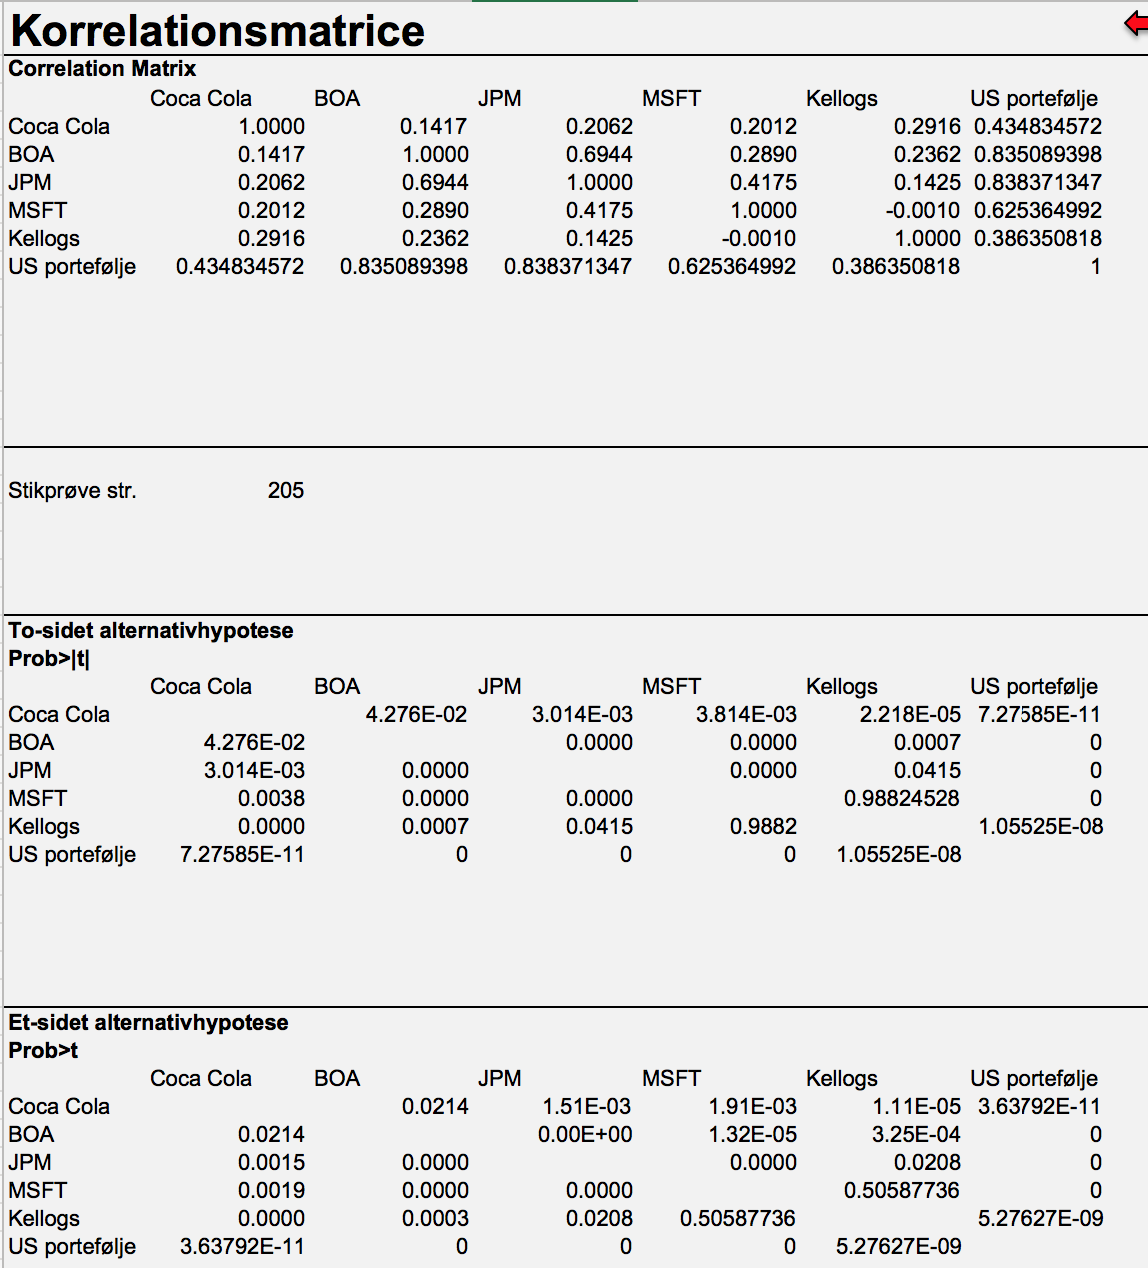 Korrelationsmatrice
Correlation Matrix
Coca Cola BOA JPM MSFT Kellogs US portefølje
Coca Cola 1.0000 0.1417 0.2062 0.2012 0.2916 0.434834572
BOA 0.1417 1.0000 0.6944 0.2890 0.2362 0.835089398
JPM 0.2062 0.6944 1.0000 0.4175 0.1425 0.838371347
MSFT 0.2012 0.2890 0.4175 1.0000 -0.0010 0.625364992
Kellogs 0.2916 0.2362 0.1425 -0.0010 1.0000 0.386350818
US portefølje 0.434834572 0.835089398 0.838371347 0.625364992 0.386350818 1
Stikprøve str. 205
To-sidet alternativhypotese
Prob>|t|
Coca Cola BOA JPM MSFT Kellogs US portefølje
Coca Cola 4.276E-02 3.014E-03 3.814E-03 2.218E-05 7.27585E-11
BOA 4.276E-02 0.0000 0.0000 0.0007 0
JPM 3.014E-03 0.0000 0.0000 0.0415 0
MSFT 0.0038 0.0000 0.0000 0.98824528 0
Kellogs 0.0000 0.0007 0.0415 0.9882 1.05525E-08
US portefølje 7.27585E-11 0 0 0 1.05525E-08
Et-sidet alternativhypotese
Prob>t
Coca Cola BOA JPM MSFT Kellogs US portefølje
Coca Cola 0.0214 1.51E-03 1.91E-03 1.11E-05 3.63792E-11
BOA 0.0214 0.00E+00 1.32E-05 3.25E-04 0
JPM 0.0015 0.0000 0.0000 0.0208 0
MSFT 0.0019 0.0000 0.0000 0.50587736 0
Kellogs 0.0000 0.0003 0.0208 0.50587736 5.27627E-09
US portefølje 3.63792E-11 0 0 0 5.27627E-09